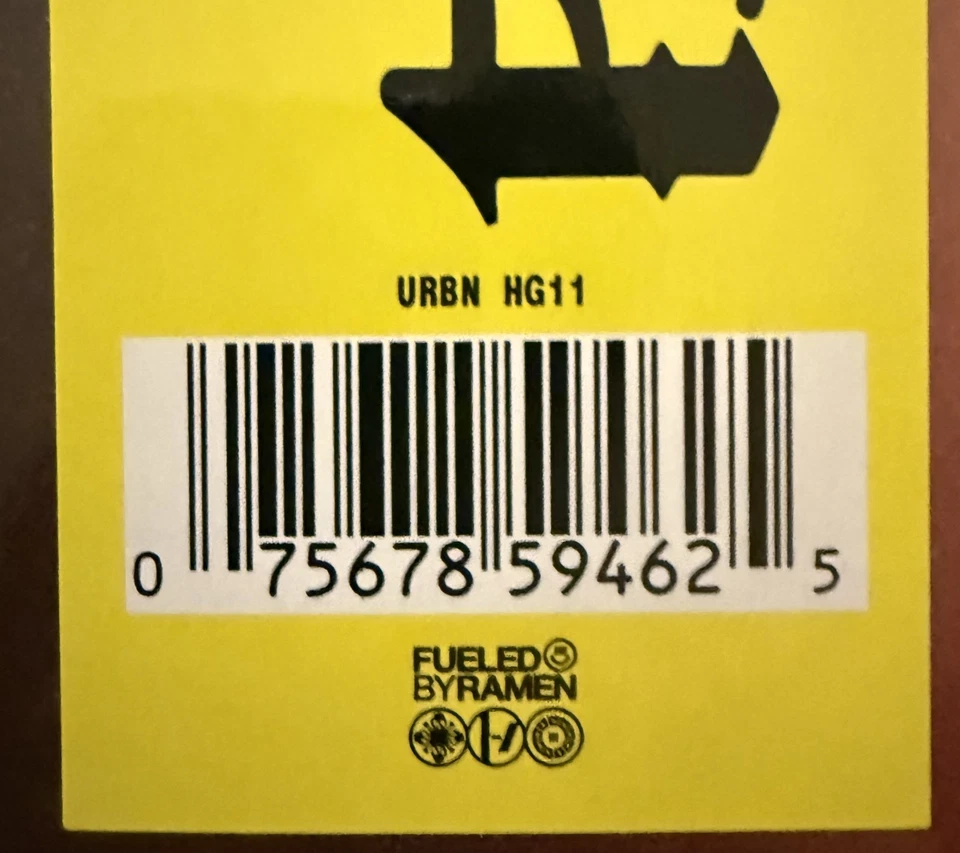 URBN HG11
0 75678 59462 5
FUELED
BYRAMEN